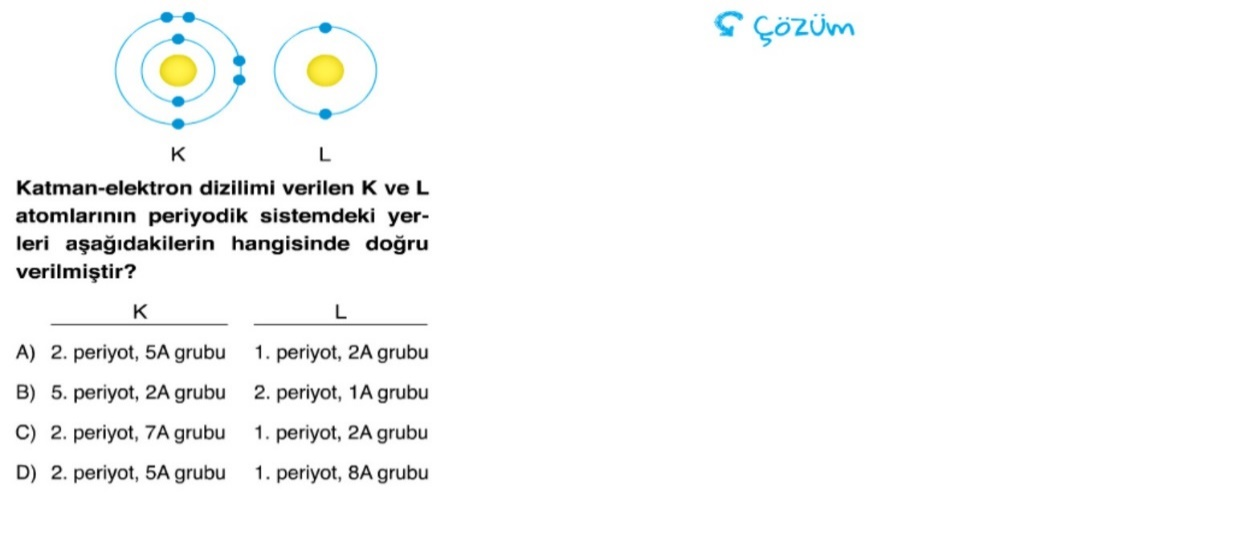 Çözüm
K L
Katman-elektron dizilimi verilen K ve L
atomlarının periyodik sistemdeki yer-
leri aşağıdakilerin hangisinde doğru
verilmiştir?
K L
A) 2. periyot, 5A grubu 1. periyot, 2A grubu
B) 5. periyot, 2A grubu 2. periyot, 1A grubu
C) 2. periyot, 7A grubu 1. periyot, 2A grubu
D) 2. periyot, 5A grubu 1. periyot, 8A grubu